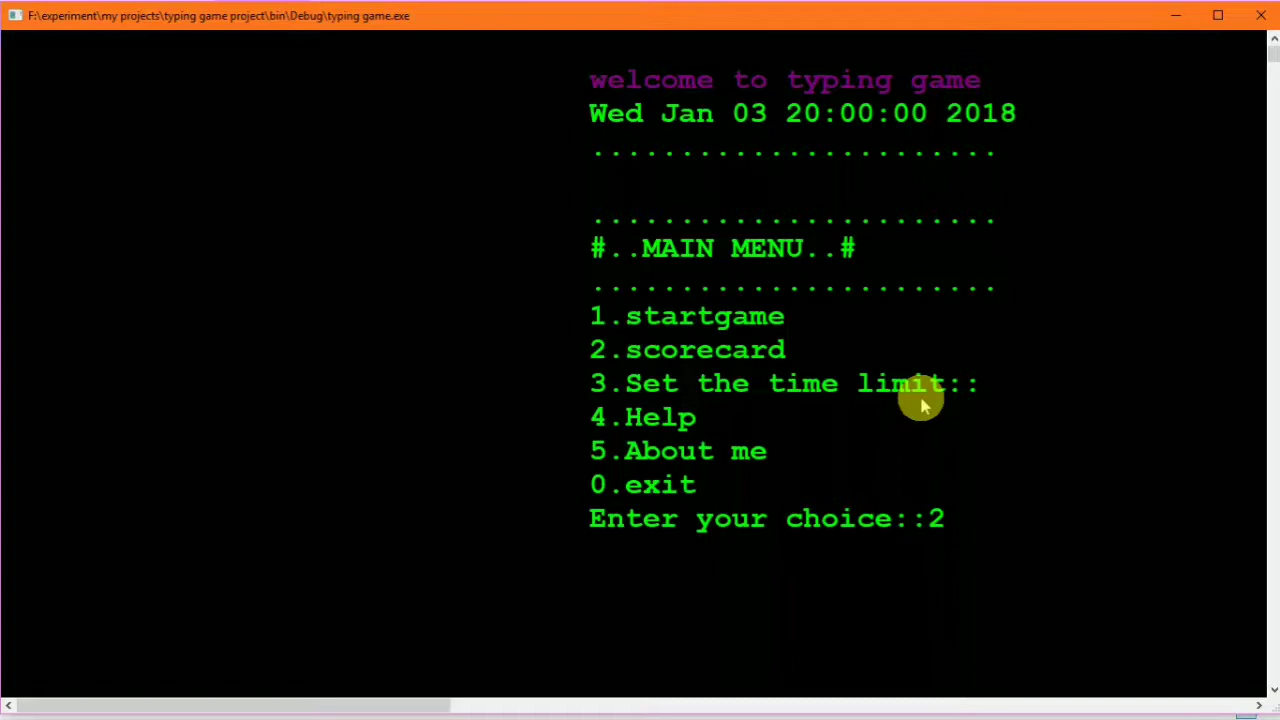 F:\experiment\my projects\typing game project\bin\Debug\typing game.exe
welcome to typing game
Wed Jan 03 20:00:00 2018
.......................
.......................
#..MAIN MENU..#
.......................
1.startgame
2.scorecard
3.Set the time limit::
4.Help
5.About me
0.exit
Enter your choice::2